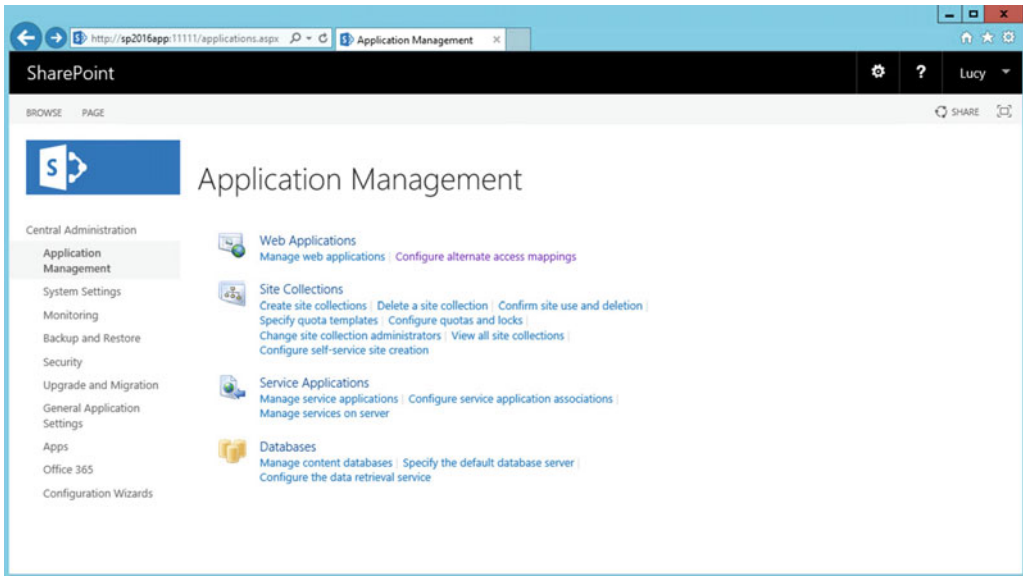 http://sp2016app:11111/applications.aspx
Application Management
SharePoint
?
Lucy
BROWSE PAGE
SHARE
S
Application Management
Central Administration
Application
Management
System Settings
Monitoring
Backup and Restore
Security
Upgrade and Migration
General Application
Settings
Apps
Office 365
Configuration Wizards
Web Applications
Manage web applications | Configure alternate access mappings
Site Collections
Create site collections | Delete a site collection | Confirm site use and deletion |
Specify quota templates | Configure quotas and locks |
Change site collection administrators | View all site collections |
Configure self-service site creation
Service Applications
Manage service applications | Configure service application associations |
Manage services on server
Databases
Manage content databases | Specify the default database server |
Configure the data retrieval service